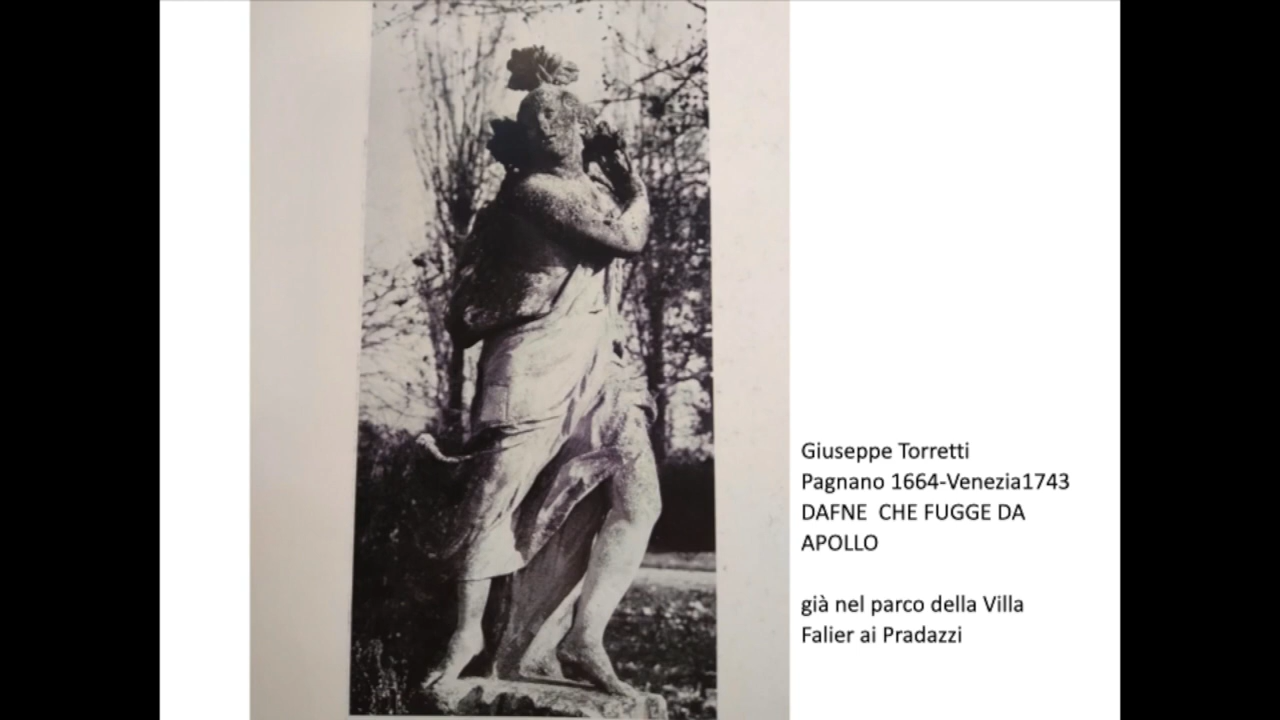 Giuseppe Torretti
Pagnano 1664-Venezia1743
DAFNE  CHE FUGGE DA
APOLLO
già nel parco della Villa
Falier ai Pradazzi